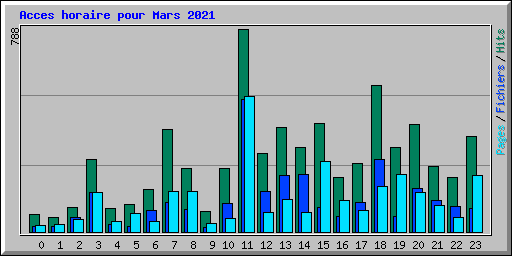 Acces horaire pour Mars 2021
788
Pages / Fichiers / Hits
0 1 2 3 4 5 6 7 8 9 10 11 12 13 14 15 16 17 18 19 20 21 22 23